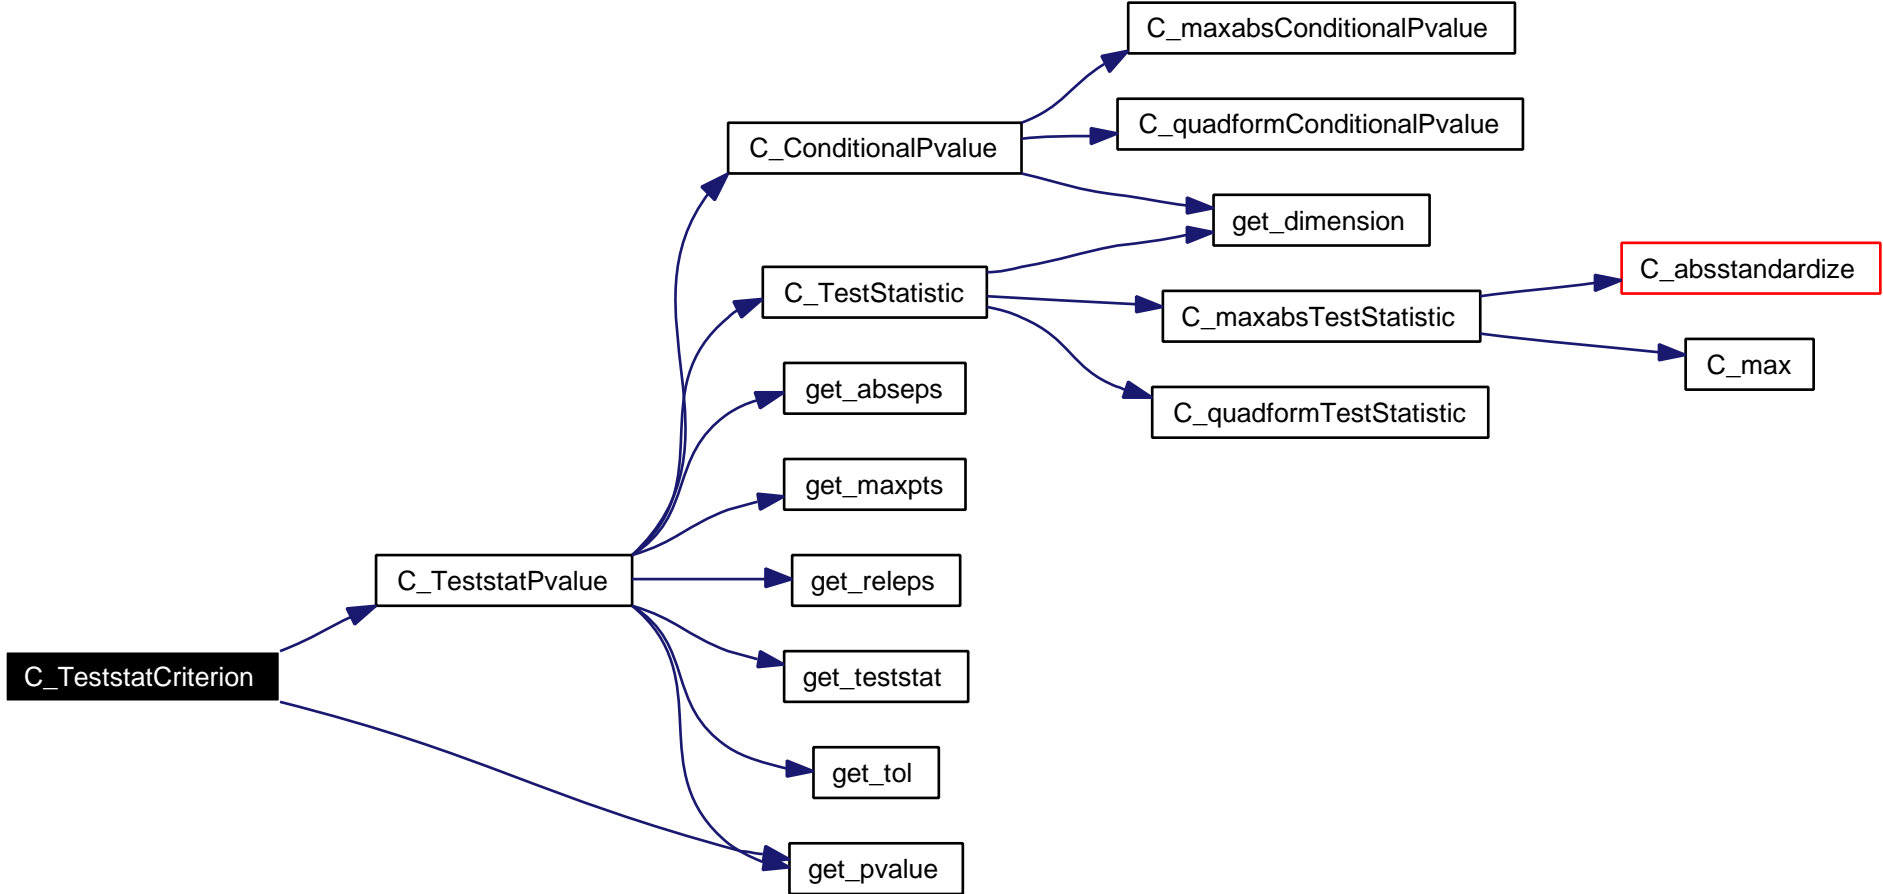 C_maxabsConditionalPvalue
C_quadformConditionalPvalue
C_ConditionalPvalue
get_dimension
C_absstandardize
C_TestStatistic
C_maxabsTestStatistic
C_max
get_abseps
C_quadformTestStatistic
get_maxpts
C_TeststatPvalue
get_releps
C_TeststatCriterion
get_teststat
get_tol
get_pvalue